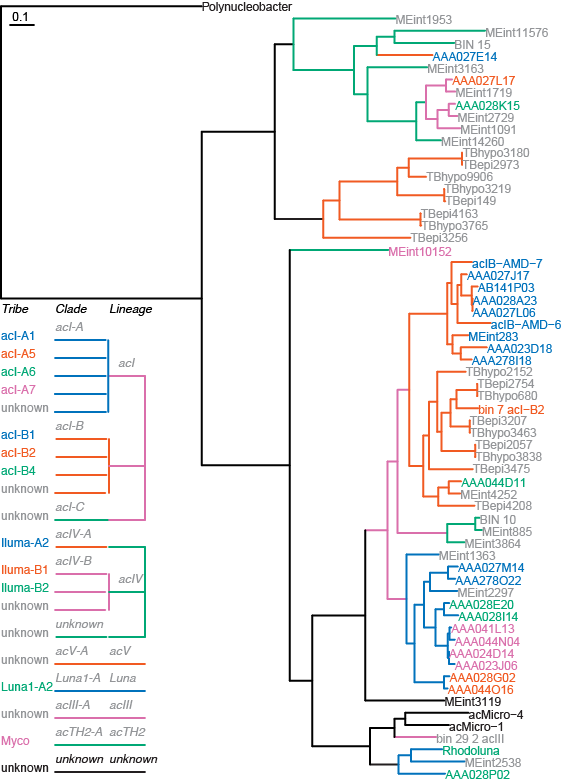 Polynucleobacter
0.1
MEint1953
MEint11576
BIN 15
AAA027E14
MEint3163
AAA027L17
MEint1719
AAA028K15
MEint2729
MEint1091
MEint14260
TBhypo3180
TBepi2973
TBhypo9906
TBhypo3219
TBepi149
TBepi4163
TBhypo3765
TBepi3256
MEint10152
acIB-AMD-7
AAA027J17
AB141P03
AAA028A23
AAA027L06
acIB-AMD-6
MEint283
AAA023D18
AAA278I18
TBhypo2152
TBepi2754
TBhypo680
bin 7 acI-B2
TBepi3207
TBhypo3463
TBepi2057
TBhypo3838
TBepi3475
AAA044D11
MEint4252
TBepi4208
BIN 10
MEint885
MEint3864
MEint1363
AAA027M14
AAA278O22
MEint2297
AAA028E20
AAA028I14
AAA041L13
AAA044N04
AAA024D14
AAA023J06
AAA028G02
AAA044O16
MEint3119
acMicro-4
acMicro-1
bin 29 2 acIII
Rhodoluna
MEint2538
AAA028P02
Tribe Clade Lineage
acI-A
acI-A1
acI-A5
acI
acI-A6
acI-A7
unknown
acI-B
acI-B1
acI-B2
acI-B4
unknown
acI-C
unknown
acIV-A
Iluma-A2
acIV-B
Iluma-B1
acIV
Iluma-B2
unknown
unknown
unknown
acV-A acV
unknown
Luna1-A Luna
Luna1-A2
acIII-A acIII
unknown
acTH2-A acTH2
Myco
unknown unknown
unknown